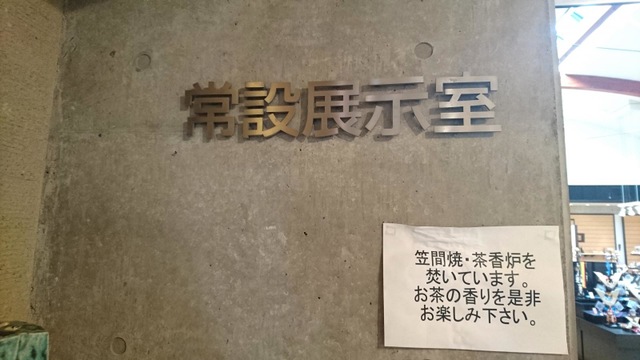 常設展示室
笠間焼・茶香炉を
焚いています。
お茶の香りを是非
お楽しみ下さい。